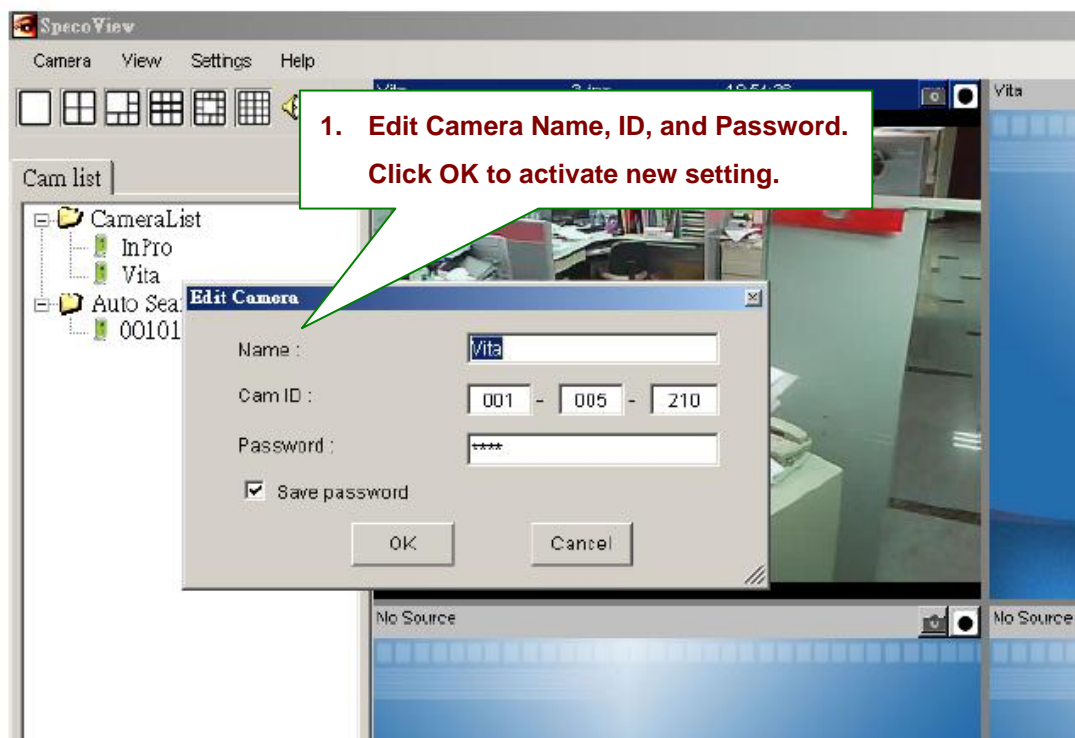 SpecoView
Camera View Settings Help
Vita
1. Edit Camera Name, ID, and Password.
Click OK to activate new setting.
Cam list
CameraList
InPro
Vita
Auto Sea
00101
Edit Camera
Name :
Vita
Cam ID :
001 - 005 - 210
Password :
****
Save password
OK
Cancel
No Source
No Source